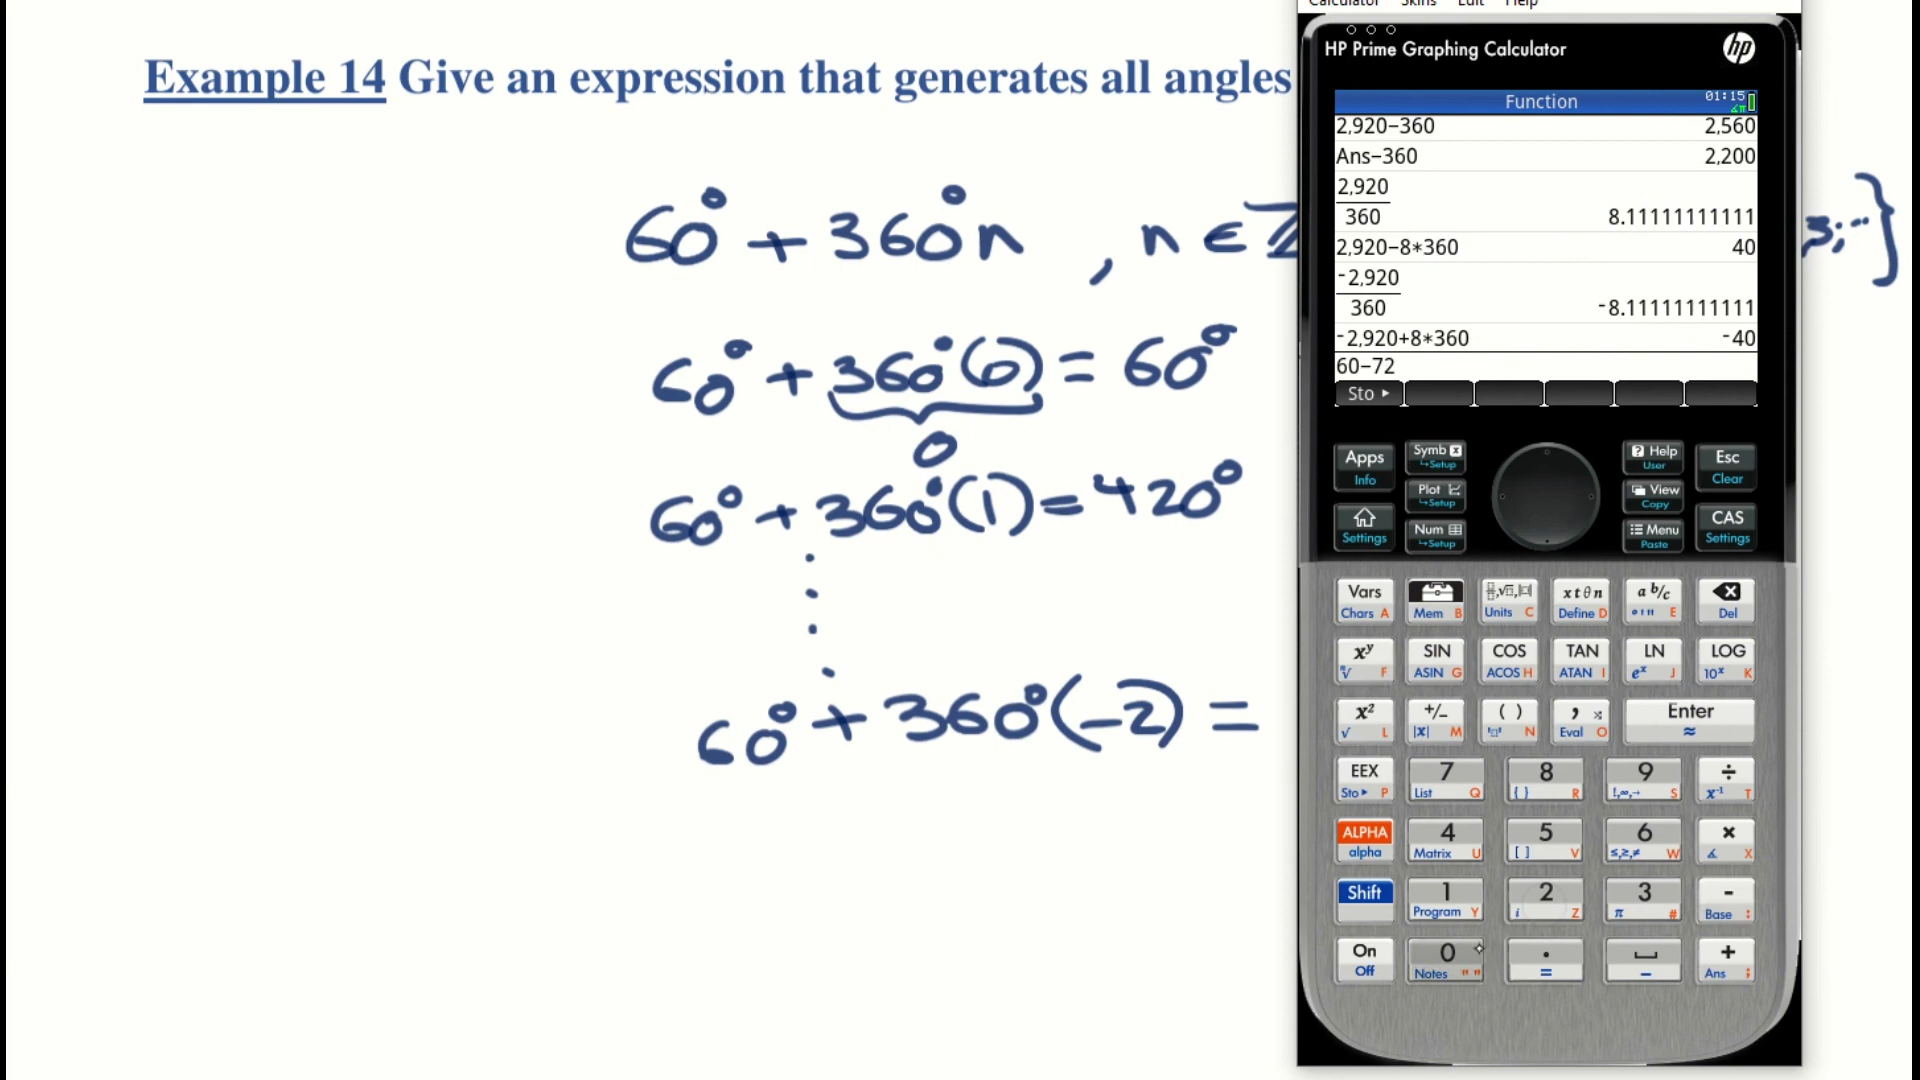 Calculator Skins Edit Help
HP Prime Graphing Calculator
hp
Example 14 Give an expression that generates all angles
60° + 360°n , n ∈ Z
,3,...}
60° + 360°(0) = 60°
0
60° + 360°(1) = 420°
60° + 360°(-2) =
Function 01:15
2,920-360 2,560
Ans-360 2,200
2,920
360 8.11111111111
2,920-8*360 40
-2,920
360 -8.11111111111
-2,920+8*360 -40
60-72
Sto ▸
Apps Symb Help Esc
Info Setup User Clear
Plot View
Setup Copy
Num Menu CAS
Settings Setup Paste Settings
Vars x t θ n a b/c
Chars A Mem B Units C Define D E Del
xʸ SIN COS TAN LN LOG
√ F ASIN G ACOS H ATAN I eˣ J 10ˣ K
x² +/- ( ) , Enter
√ L |x| M N Eval O ≈
EEX 7 8 9 ÷
Sto ▸ P List Q { } R !,∞,→ S x⁻¹ T
ALPHA 4 5 6 ×
alpha Matrix U [ ] V ≤,≥,≠ W ∡ X
Shift 1 2 3 -
Program Y i Z π # Base :
On 0 . +
Off Notes " " = _ Ans ;